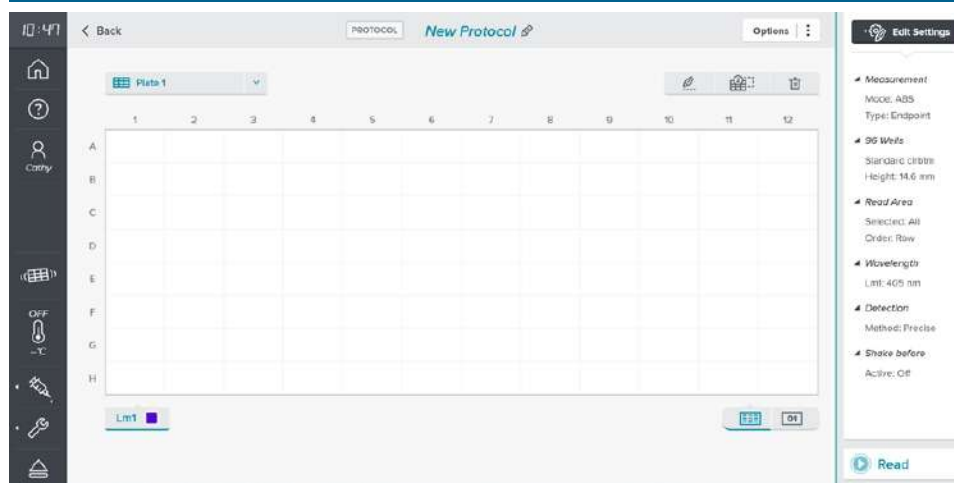 10:47
Back
PROTOCOL
New Protocol
Options
Edit Settings
Cathy
OFF
--°C
Plate 1
1 2 3 4 5 6 7 8 9 10 11 12
A
B
C
D
E
F
G
H
Lm1
Measurement
Mode: ABS
Type: Endpoint
96 Wells
Standard clrbtm
Height: 14.6 mm
Read Area
Selected: All
Order: Row
Wavelength
Lm1: 405 nm
Detection
Method: Precise
Shake before
Active: Off
Read